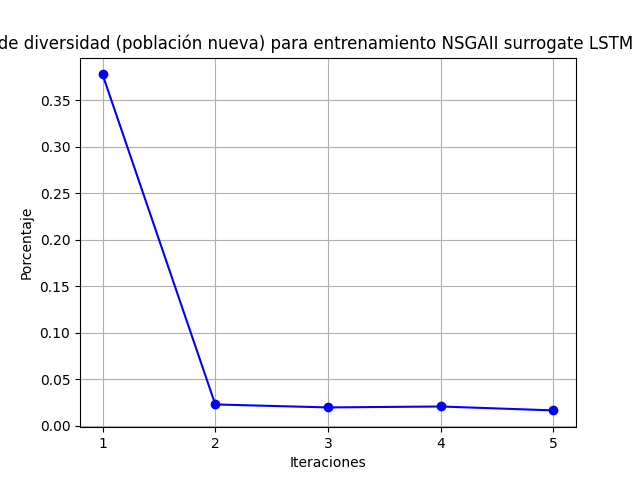 de diversidad (población nueva) para entrenamiento NSGAII surrogate LSTM
0.35
0.30
0.25
0.20
0.15
0.10
0.05
0.00
Porcentaje
1 2 3 4 5
Iteraciones